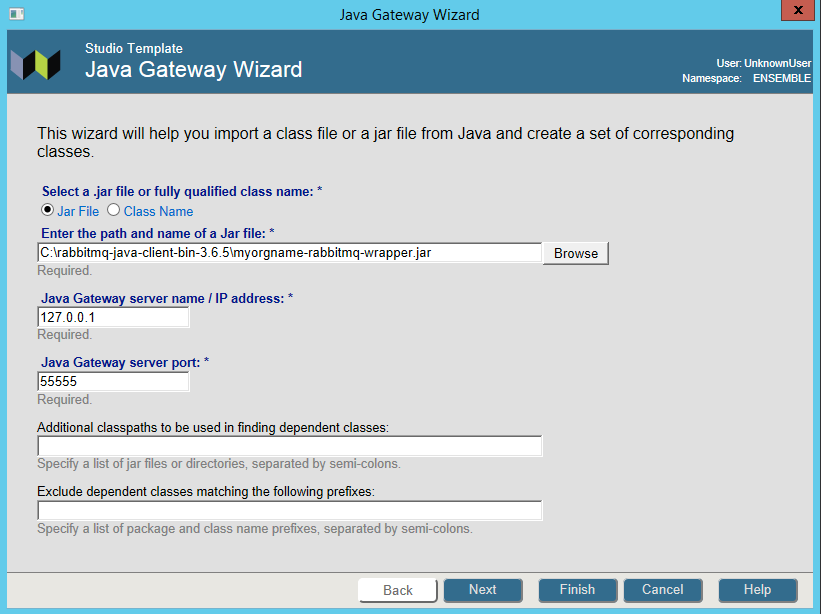 Java Gateway Wizard
x
Studio Template
Java Gateway Wizard
User: UnknownUser
Namespace: ENSEMBLE
This wizard will help you import a class file or a jar file from Java and create a set of corresponding
classes.
Select a .jar file or fully qualified class name: *
Jar File Class Name
Enter the path and name of a Jar file: *
C:\rabbitmq-java-client-bin-3.6.5\myorgname-rabbitmq-wrapper.jar Browse
Required.
Java Gateway server name / IP address: *
127.0.0.1
Required.
Java Gateway server port: *
55555
Required.
Additional classpaths to be used in finding dependent classes:
Specify a list of jar files or directories, separated by semi-colons.
Exclude dependent classes matching the following prefixes:
Specify a list of package and class name prefixes, separated by semi-colons.
Back Next Finish Cancel Help